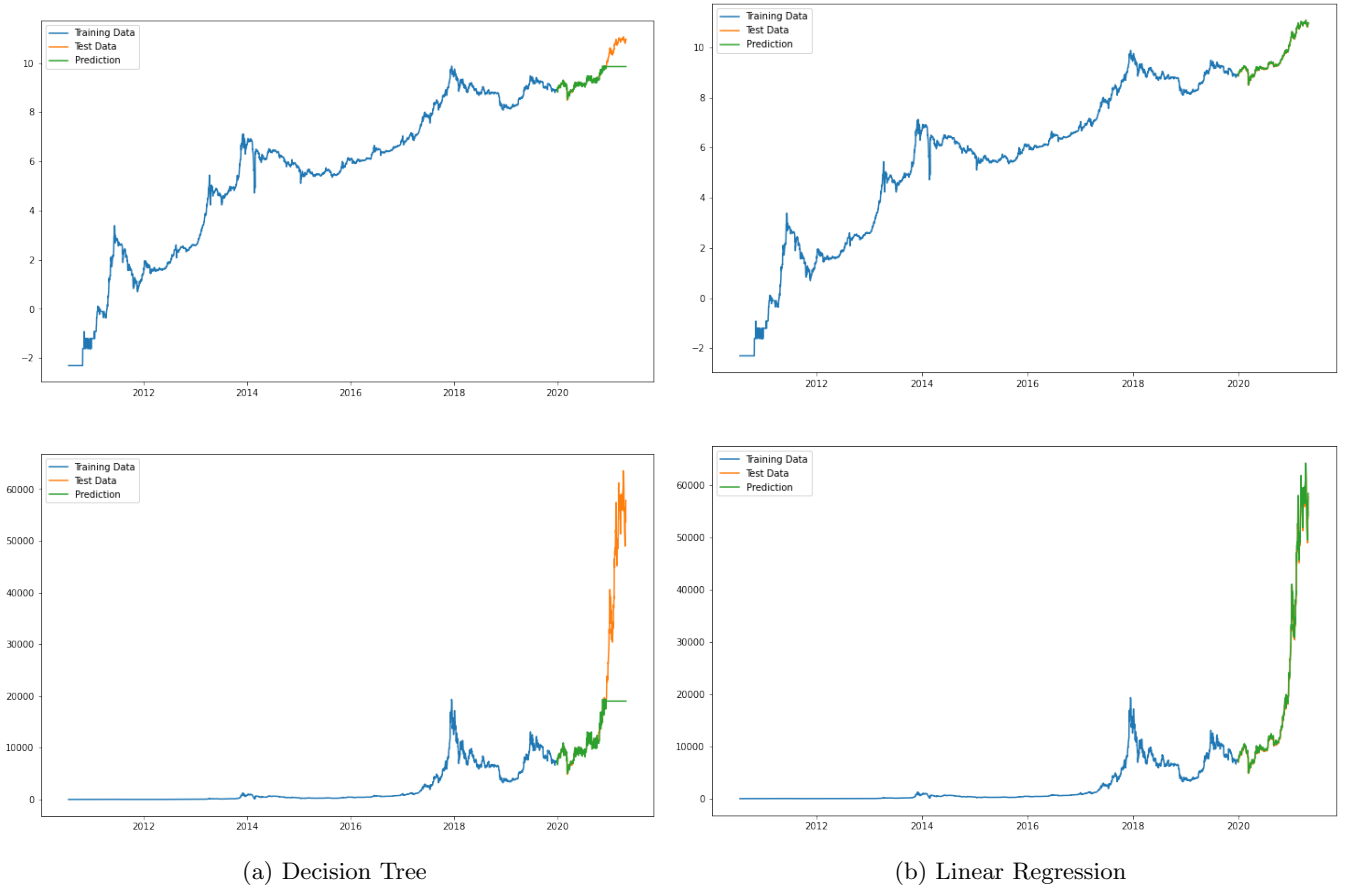 Training Data
Test Data
Prediction
10
8
6
4
2
0
−2
2012 2014 2016 2018 2020
Training Data
Test Data
Prediction
10
8
6
4
2
0
−2
2012 2014 2016 2018 2020
Training Data
Test Data
Prediction
60000
50000
40000
30000
20000
10000
0
2012 2014 2016 2018 2020
Training Data
Test Data
Prediction
60000
50000
40000
30000
20000
10000
0
2012 2014 2016 2018 2020
(a) Decision Tree
(b) Linear Regression